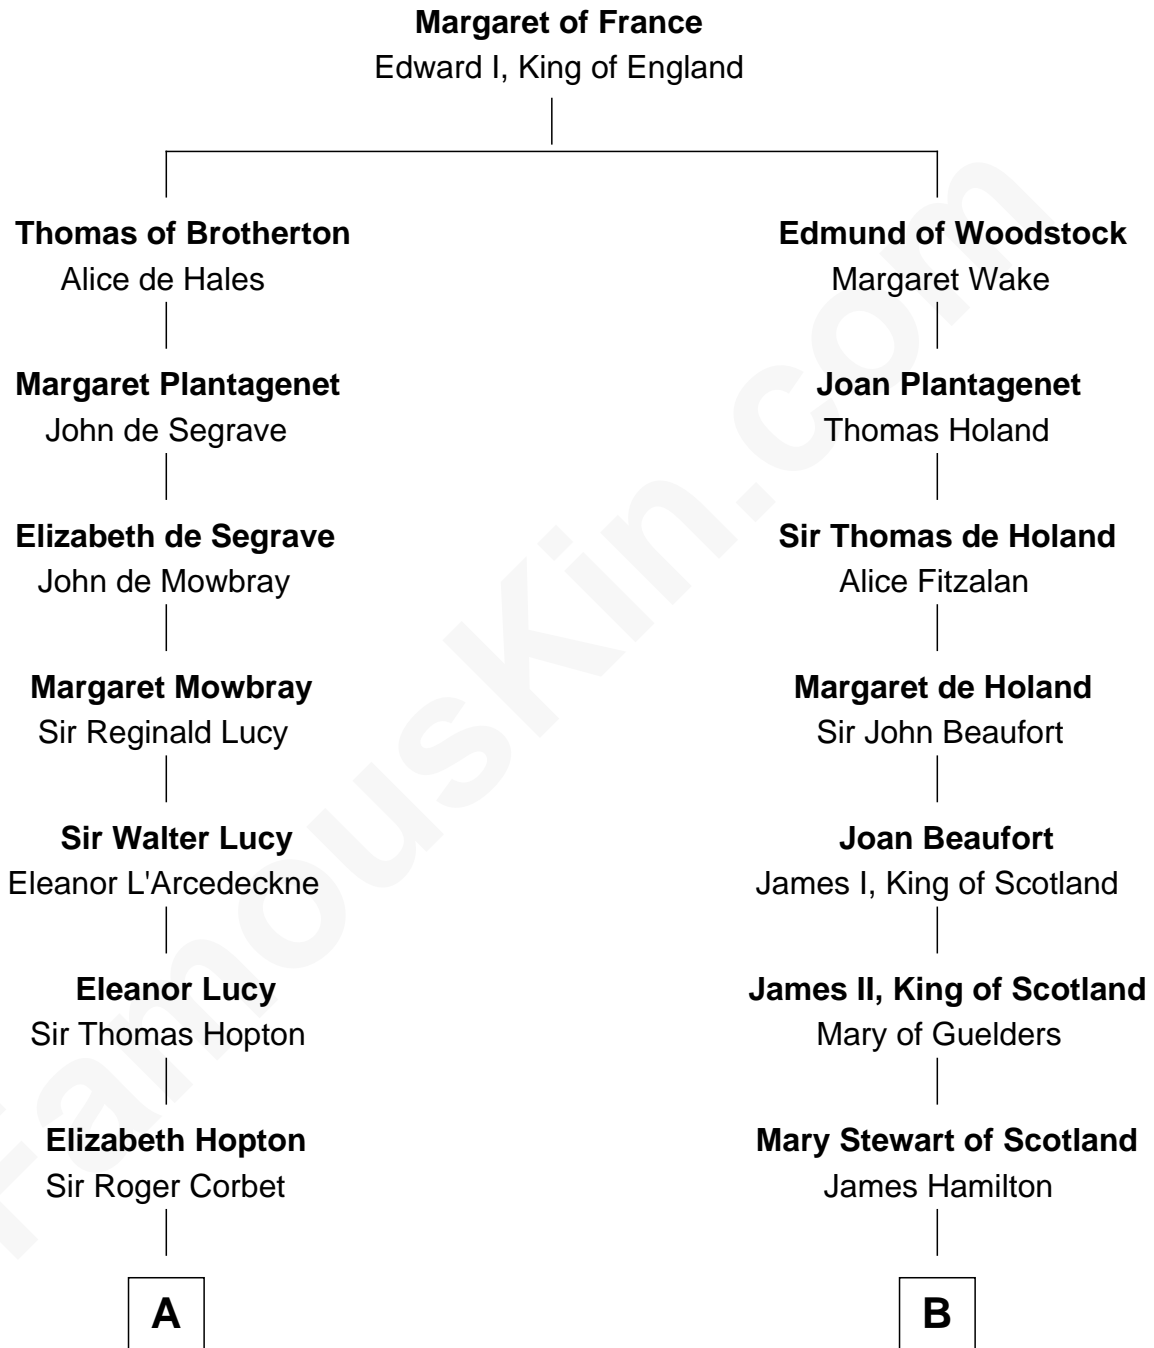 Margaret of France
Edward I, King of England
Thomas of Brotherton
Alice de Hales
Edmund of Woodstock
Margaret Wake
Margaret Plantagenet
John de Segrave
Joan Plantagenet
Thomas Holand
Elizabeth de Segrave
John de Mowbray
Sir Thomas de Holand
Alice Fitzalan
Margaret Mowbray
Sir Reginald Lucy
Margaret de Holand
Sir John Beaufort
Sir Walter Lucy
Eleanor L'Arcedeckne
Joan Beaufort
James I, King of Scotland
Eleanor Lucy
Sir Thomas Hopton
James II, King of Scotland
Mary of Guelders
Elizabeth Hopton
Sir Roger Corbet
Mary Stewart of Scotland
James Hamilton
A
B
FamousKin.com